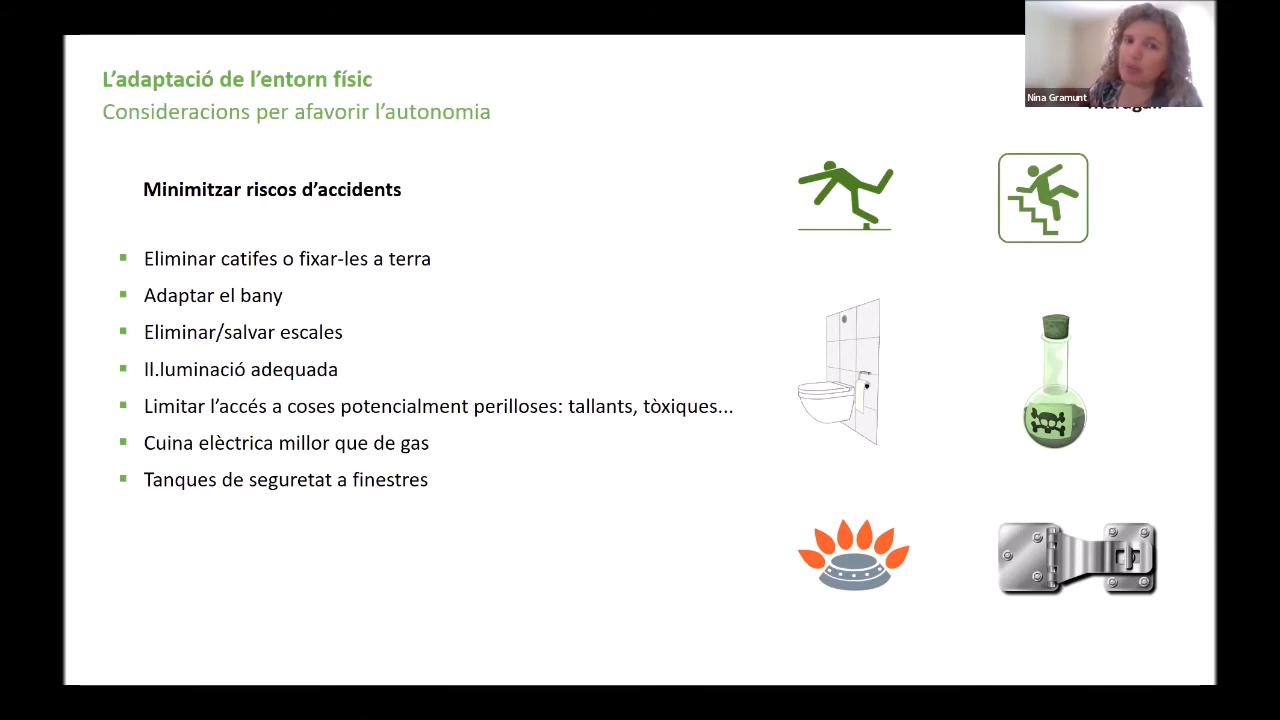 L'adaptació de l'entorn físic
Consideracions per afavorir l'autonomia
Nina Gramunt
Minimitzar riscos d'accidents
▪ Eliminar catifes o fixar-les a terra
▪ Adaptar el bany
▪ Eliminar/salvar escales
▪ Il.luminació adequada
▪ Limitar l'accés a coses potencialment perilloses: tallants, tòxiques...
▪ Cuina elèctrica millor que de gas
▪ Tanques de seguretat a finestres